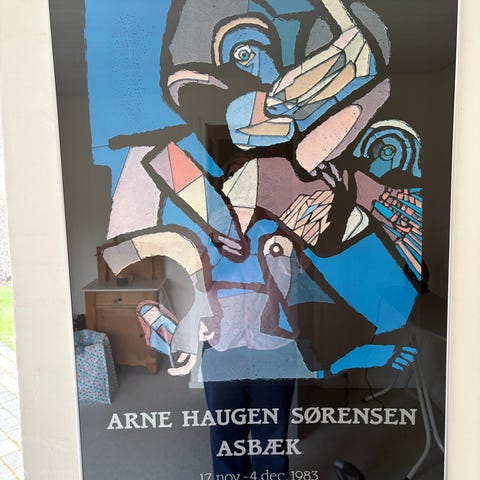 ARNE HAUGEN SØRENSEN
ASBÆK
17 nov.-4 dec. 1983